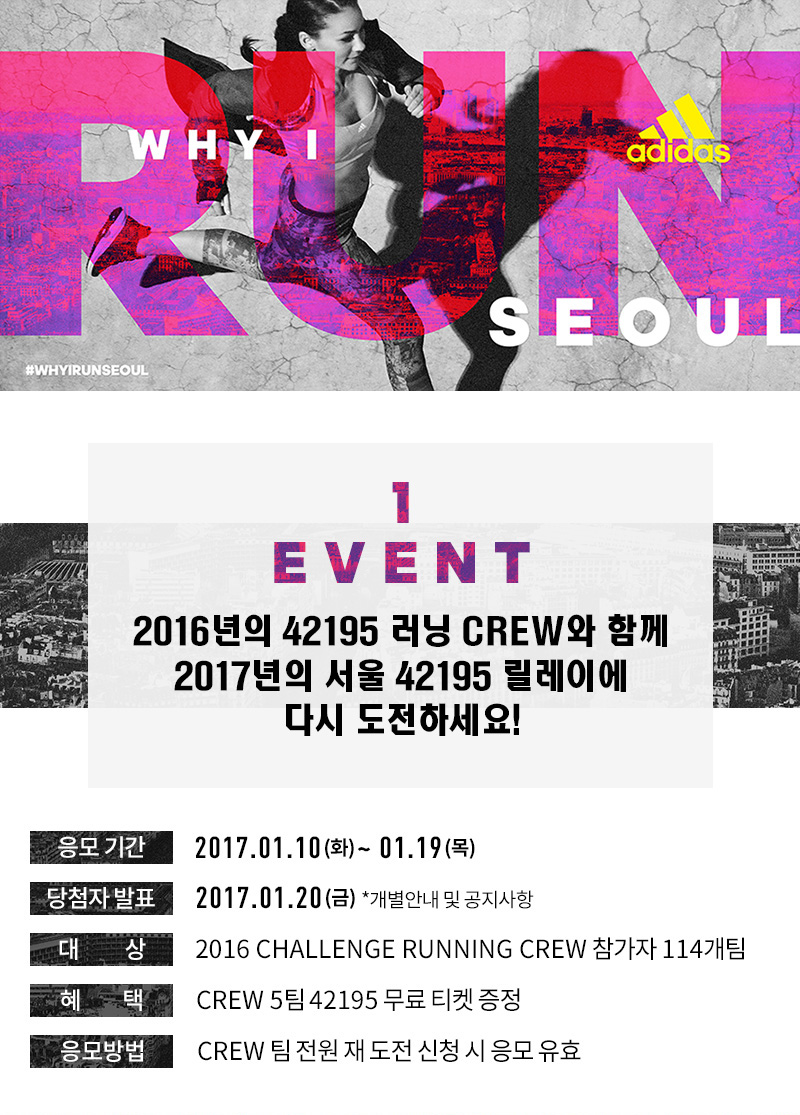 RUN
WHY I
adidas
SEOUL
#WHYIRUNSEOUL
1
EVENT
2016년의 42195 러닝 CREW와 함께
2017년의 서울 42195 릴레이에
다시 도전하세요!
응모 기간 2017.01.10(화)~ 01.19(목)
당첨자 발표 2017.01.20(금) *개별안내 및 공지사항
대 상 2016 CHALLENGE RUNNING CREW 참가자 114개팀
혜 택 CREW 5팀 42195 무료 티켓 증정
응모방법 CREW 팀 전원 재 도전 신청 시 응모 유효